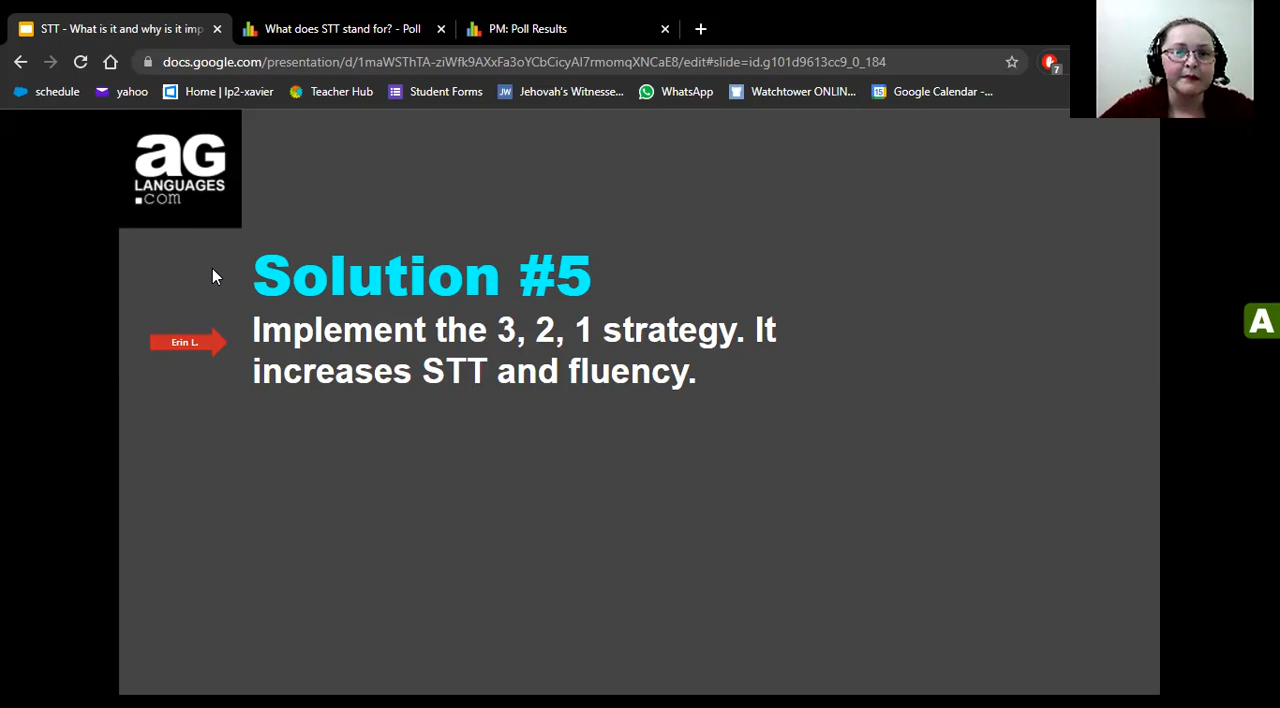 STT - What is it and why is it imp
What does STT stand for? - Poll
PM: Poll Results
docs.google.com/presentation/d/1maWSThTA-ziWfk9AXxFa3oYCbCicyAl7rmomqXNCaE8/edit#slide=id.g101d9613cc9_0_184
7
schedule
yahoo
Home | lp2-xavier
Teacher Hub
Student Forms
JW Jehovah's Witnesse...
WhatsApp
Watchtower ONLIN...
15 Google Calendar -...
aG
LANGUAGES
.com
Solution #5
Erin L.
Implement the 3, 2, 1 strategy. It
increases STT and fluency.
A